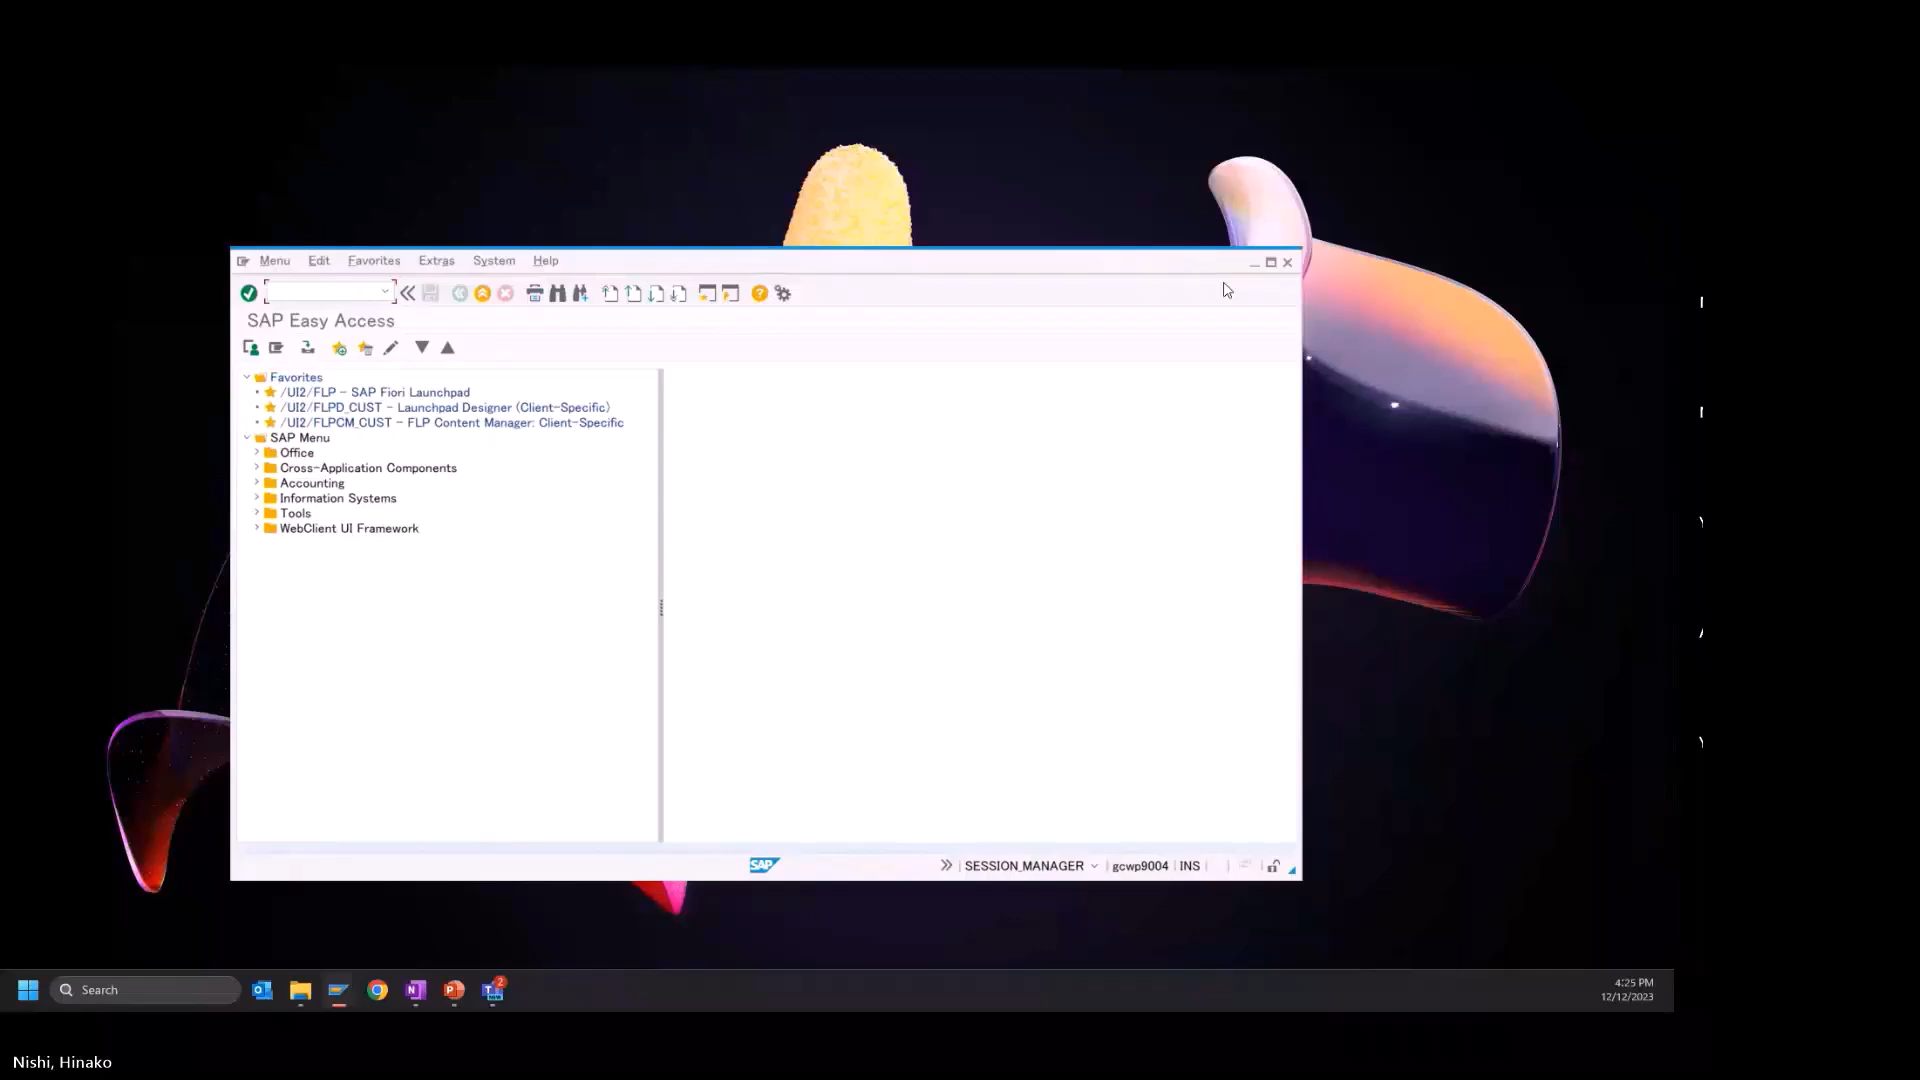 Menu Edit Favorites Extras System Help
SAP Easy Access
Favorites
/UI2/FLP - SAP Fiori Launchpad
/UI2/FLPD_CUST - Launchpad Designer (Client-Specific)
/UI2/FLPCM_CUST - FLP Content Manager: Client-Specific
SAP Menu
Office
Cross-Application Components
Accounting
Information Systems
Tools
WebClient UI Framework
SAP SESSION_MANAGER gcwp9004 INS
Search 2 4:25 PM
12/12/2023
Nishi, Hinako